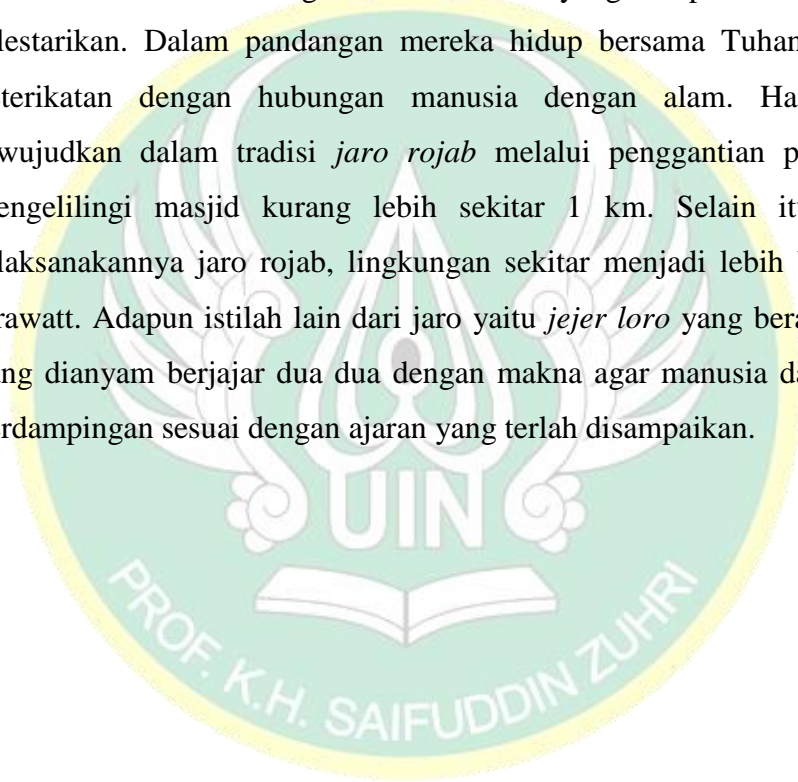 lestarikan. Dalam pandangan mereka hidup bersama Tuhan
terikatan dengan hubungan manusia dengan alam. Ha
wujudkan dalam tradisi jaro rojab melalui penggantian p
engelilingi masjid kurang lebih sekitar 1 km. Selain it
laksanakannya jaro rojab, lingkungan sekitar menjadi lebih
rawatt. Adapun istilah lain dari jaro yaitu jejer loro yang bera
ang dianyam berjajar dua dua dengan makna agar manusia da
erdampingan sesuai dengan ajaran yang terlah disampaikan.
UIN
PROF. K.H. SAIFUDDIN ZUHRI